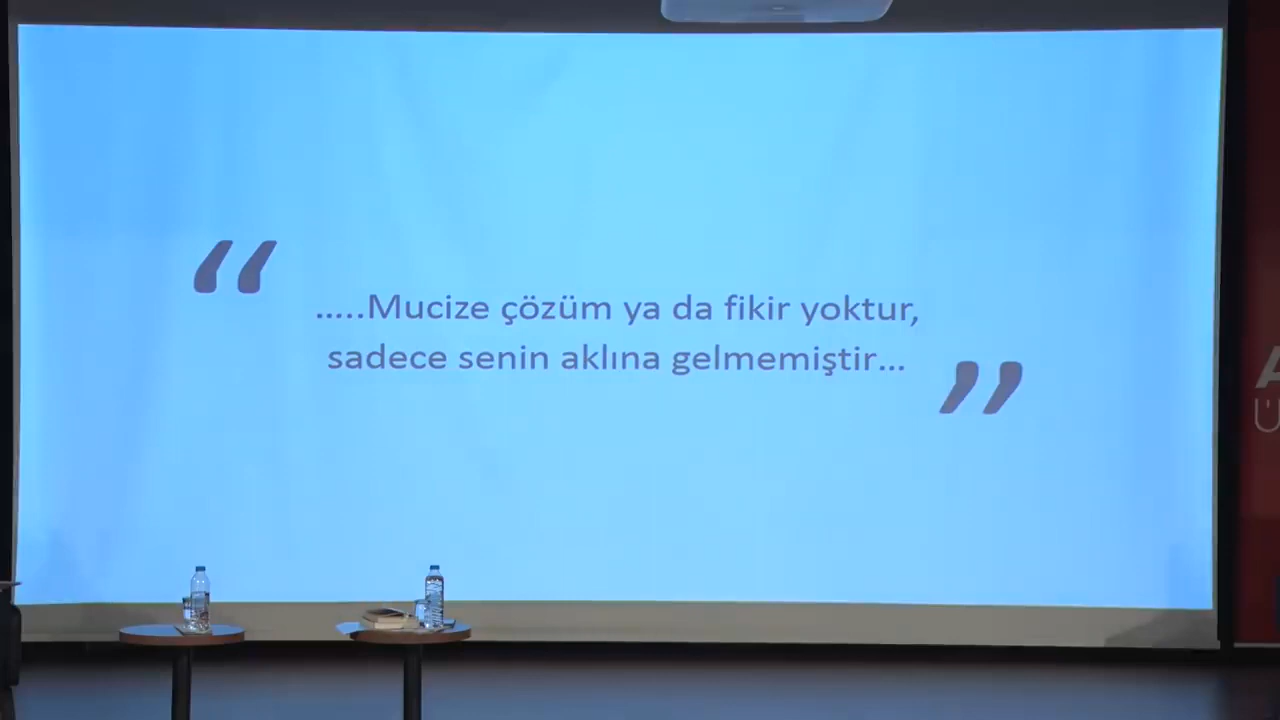 “
…..Mucize çözüm ya da fikir yoktur,
sadece senin aklına gelmemiştir…
”